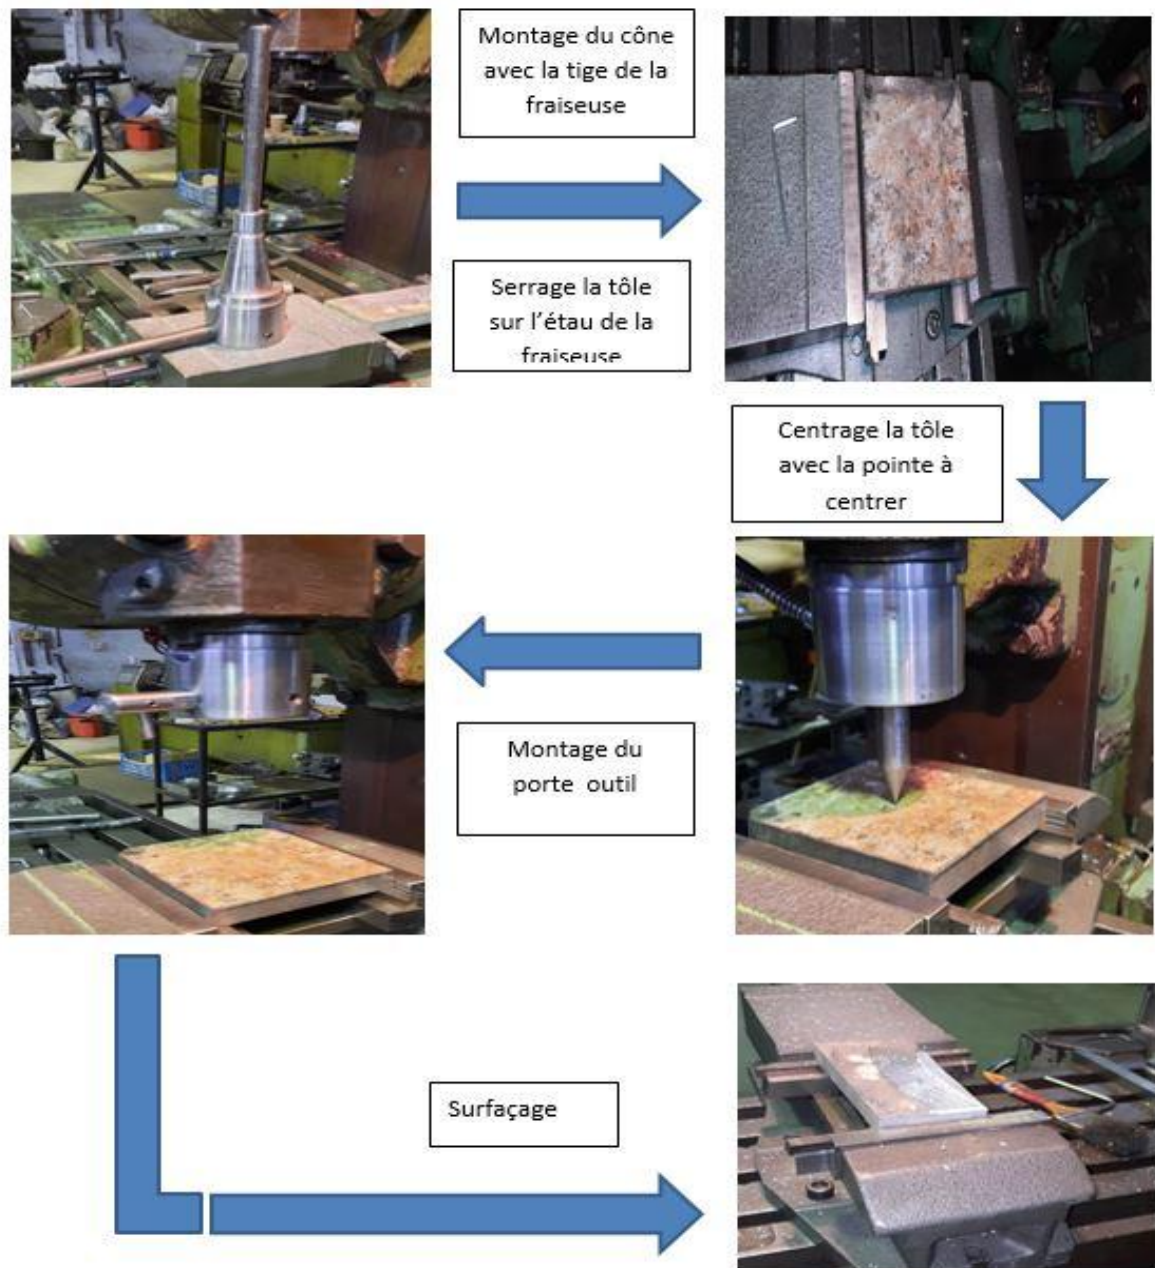 Montage du cône
avec la tige de la
fraiseuse
Serrage la tôle
sur l'étau de la
fraiseuse
Centrage la tôle
avec la pointe à
centrer
Montage du
porte outil
Surfaçage